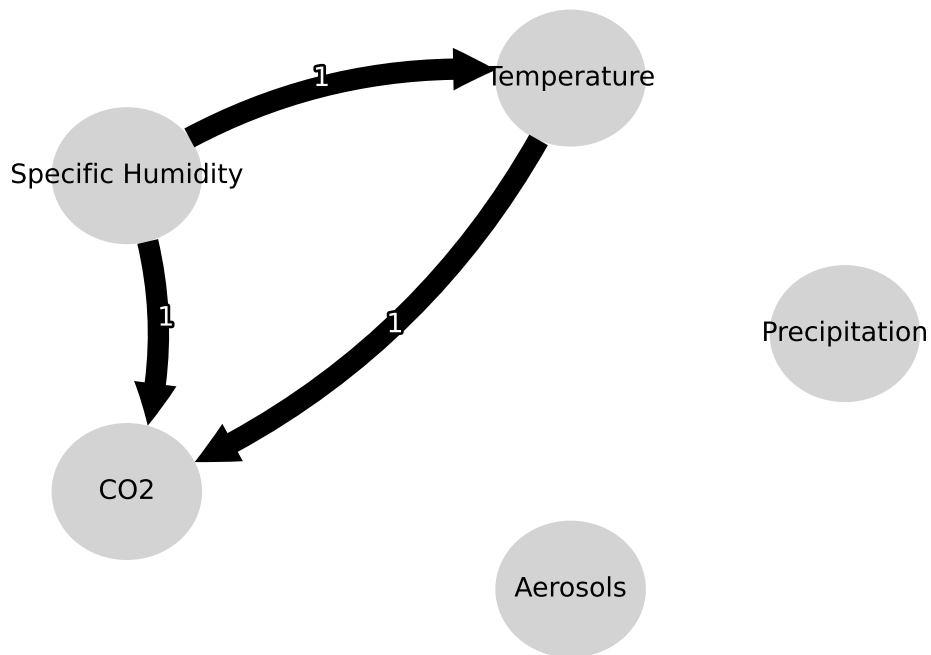 Temperature
1
Specific Humidity
1
1
Precipitation
CO2
Aerosols